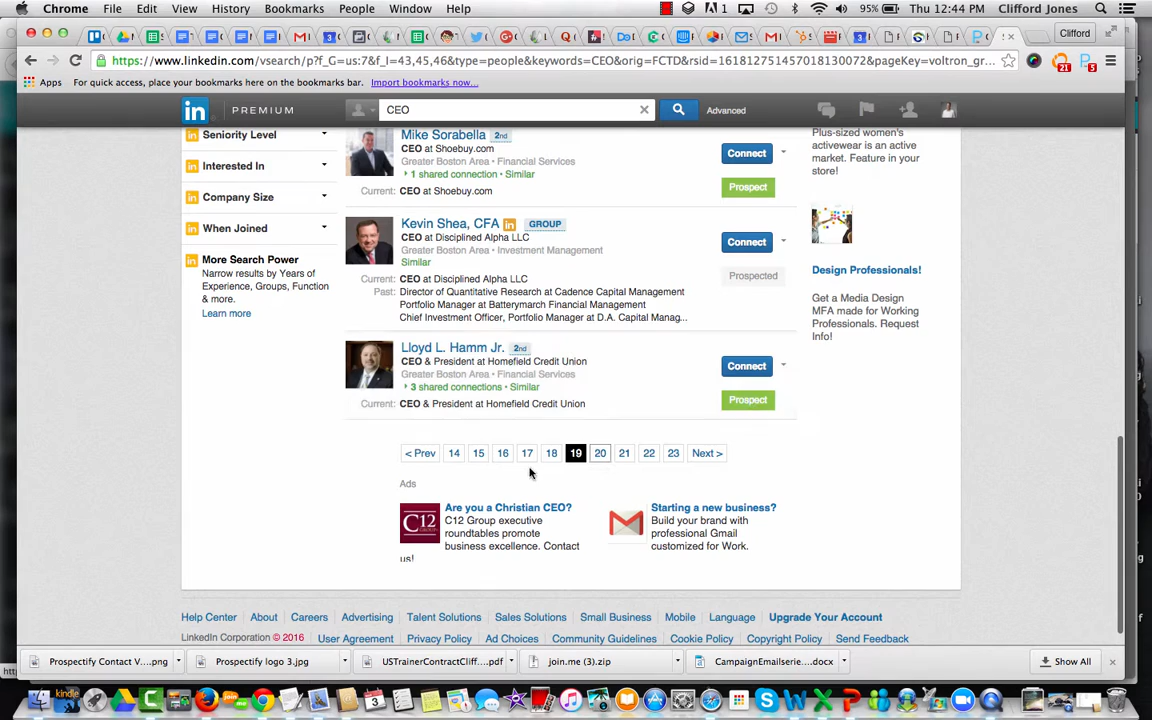 Chrome File Edit View History Bookmarks People Window Help 1 95% Thu 12:44 PM Clifford Jones
Clifford
https://www.linkedin.com/vsearch/p?f_G=us:7&f_I=43,45,46&type=people&keywords=CEO&orig=FCTD&rsid=1618127514570181300​72&pageKey=voltron_gr... 21 5
Apps For quick access, place your bookmarks here on the bookmarks bar. Import bookmarks now...
in PREMIUM CEO Advanced
Seniority Level
Interested In
Company Size
When Joined
More Search Power
Narrow results by Years of
Experience, Groups, Function
& more.
Learn more
Mike Sorabella 2nd
CEO at Shoebuy.com
Greater Boston Area • Financial Services
1 shared connection • Similar
Current: CEO at Shoebuy.com
Connect
Prospect
Kevin Shea, CFA in GROUP
CEO at Disciplined Alpha LLC
Greater Boston Area • Investment Management
Similar
Current: CEO at Disciplined Alpha LLC
Past: Director of Quantitative Research at Cadence Capital Management
Portfolio Manager at Batterymarch Financial Management
Chief Investment Officer, Portfolio Manager at D.A. Capital Manag...
Connect
Prospected
Lloyd L. Hamm Jr. 2nd
CEO & President at Homefield Credit Union
Greater Boston Area • Financial Services
3 shared connections • Similar
Current: CEO & President at Homefield Credit Union
Connect
Prospect
Plus-sized women's
activewear is an active
market. Feature in your
store!
Design Professionals!
Get a Media Design
MFA made for Working
Professionals. Request
Info!
< Prev 14 15 16 17 18 19 20 21 22 23 Next >
Ads
C12
GROUP
Are you a Christian CEO?
C12 Group executive
roundtables promote
business excellence. Contact
us!
Starting a new business?
Build your brand with
professional Gmail
customized for Work.
Help Center About Careers Advertising Talent Solutions Sales Solutions Small Business Mobile Language Upgrade Your Account
LinkedIn Corporation © 2016 User Agreement Privacy Policy Ad Choices Community Guidelines Cookie Policy Copyright Policy Send Feedback
Prospectify Contact V....png Prospectify logo 3.jpg USTrainerContractCliff....pdf join.me (3).zip CampaignEmailserie....docx Show All
kindle